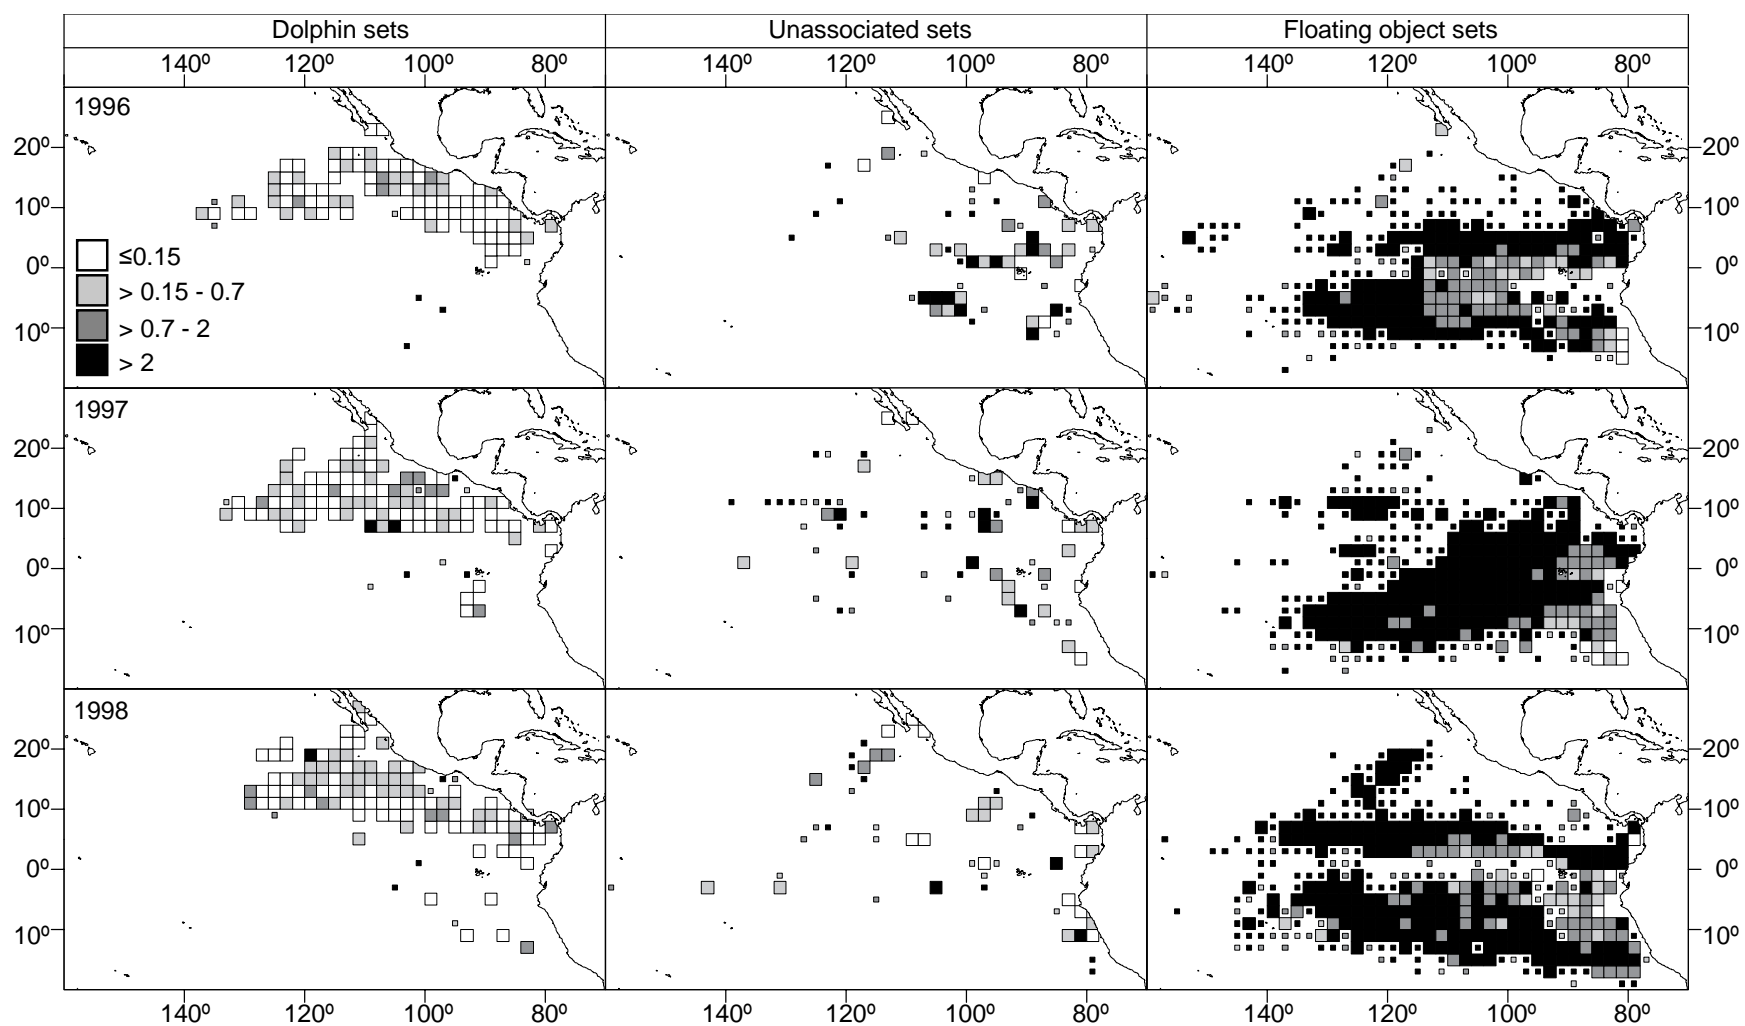 Dolphin sets Unassociated sets Floating object sets
140º 120º 100º 80º 140º 120º 100º 80º 140º 120º 100º 80º
1996
20º 20º
10º 10º
≤0.15
0º 0º
> 0.15 - 0.7
> 0.7 - 2
10º 10º
> 2
1997
20º 20º
10º 10º
0º 0º
10º 10º
1998
20º 20º
10º 10º
0º 0º
10º 10º
140º 120º 100º 80º 140º 120º 100º 80º 140º 120º 100º 80º